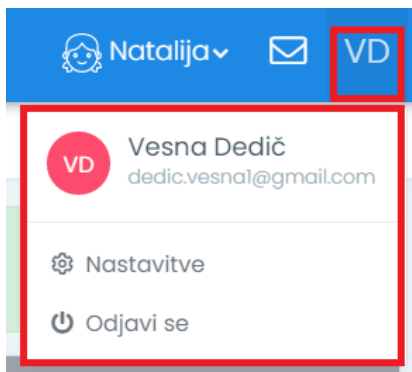 Natalija
VD
VD
Vesna Dedič
dedic.vesna1@gmail.com
Nastavitve
Odjavi se